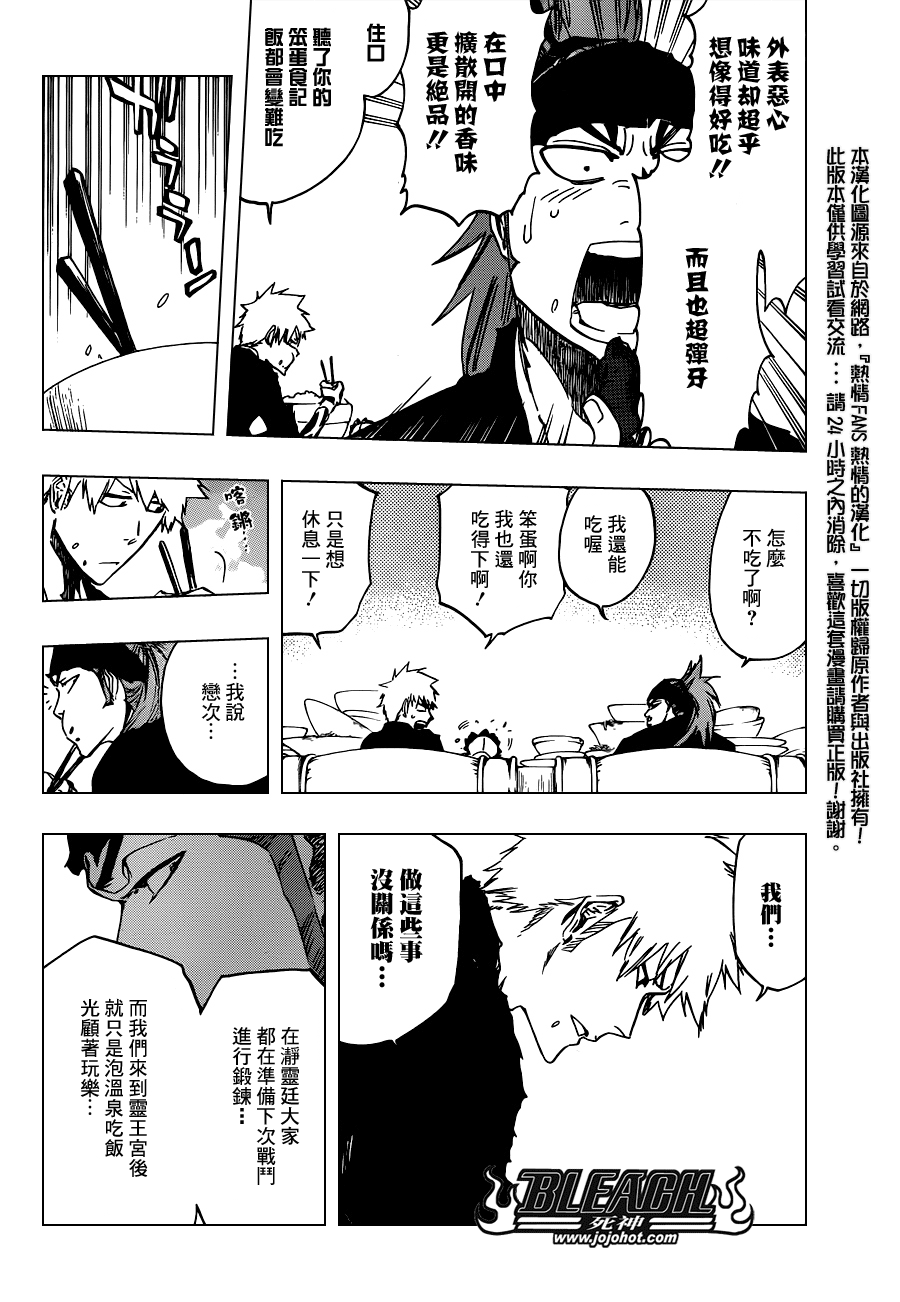 外表惡心
味道却超乎
想像得好吃!!
而且也超彈牙
在口中
擴散開的香味
更是絕品!!
住口
聽了你的
笨蛋食記
飯都會變難吃
怎麼
不吃了啊?
我還能
吃喔
笨蛋啊你
我也還
吃得下啊!
只是想
休息一下!
喀鏘…
…我說
戀次…
我們…
做這些事
沒關係嗎…
在瀞靈廷大家
都在準備下次戰鬥
進行鍛鍊…
而我們來到靈王宮後
就只是泡溫泉吃飯
光顧著玩樂…
本漢化圖源來自於網路,『熱情FANS熱情的漢化』一切版權歸原作者與出版社擁有!
此版本僅供學習試看交流…請24小時之內消除,喜歡這套漫畫請購買正版!謝謝。
BLEACH
死神
www.jojohot.com